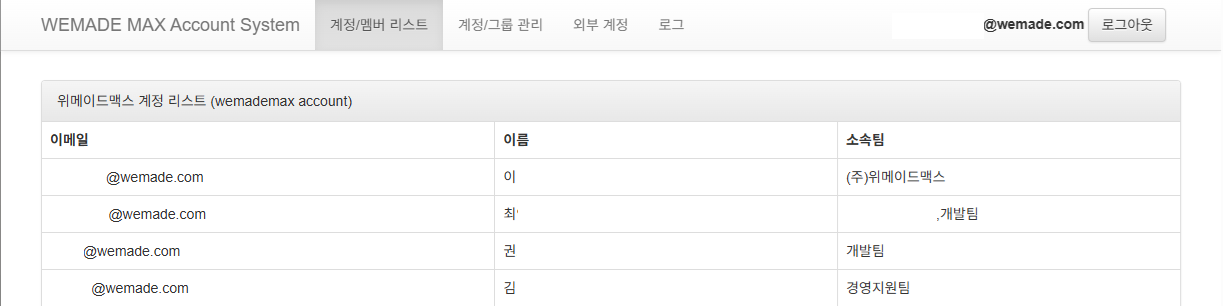 WEMADE MAX Account System 계정/멤버 리스트 계정/그룹 관리 외부 계정 로그 @wemade.com 로그아웃
위메이드맥스 계정 리스트 (wemademax account)
이메일 이름 소속팀
@wemade.com 이 (주)위메이드맥스
@wemade.com 최 ,개발팀
@wemade.com 권 개발팀
@wemade.com 김 경영지원팀